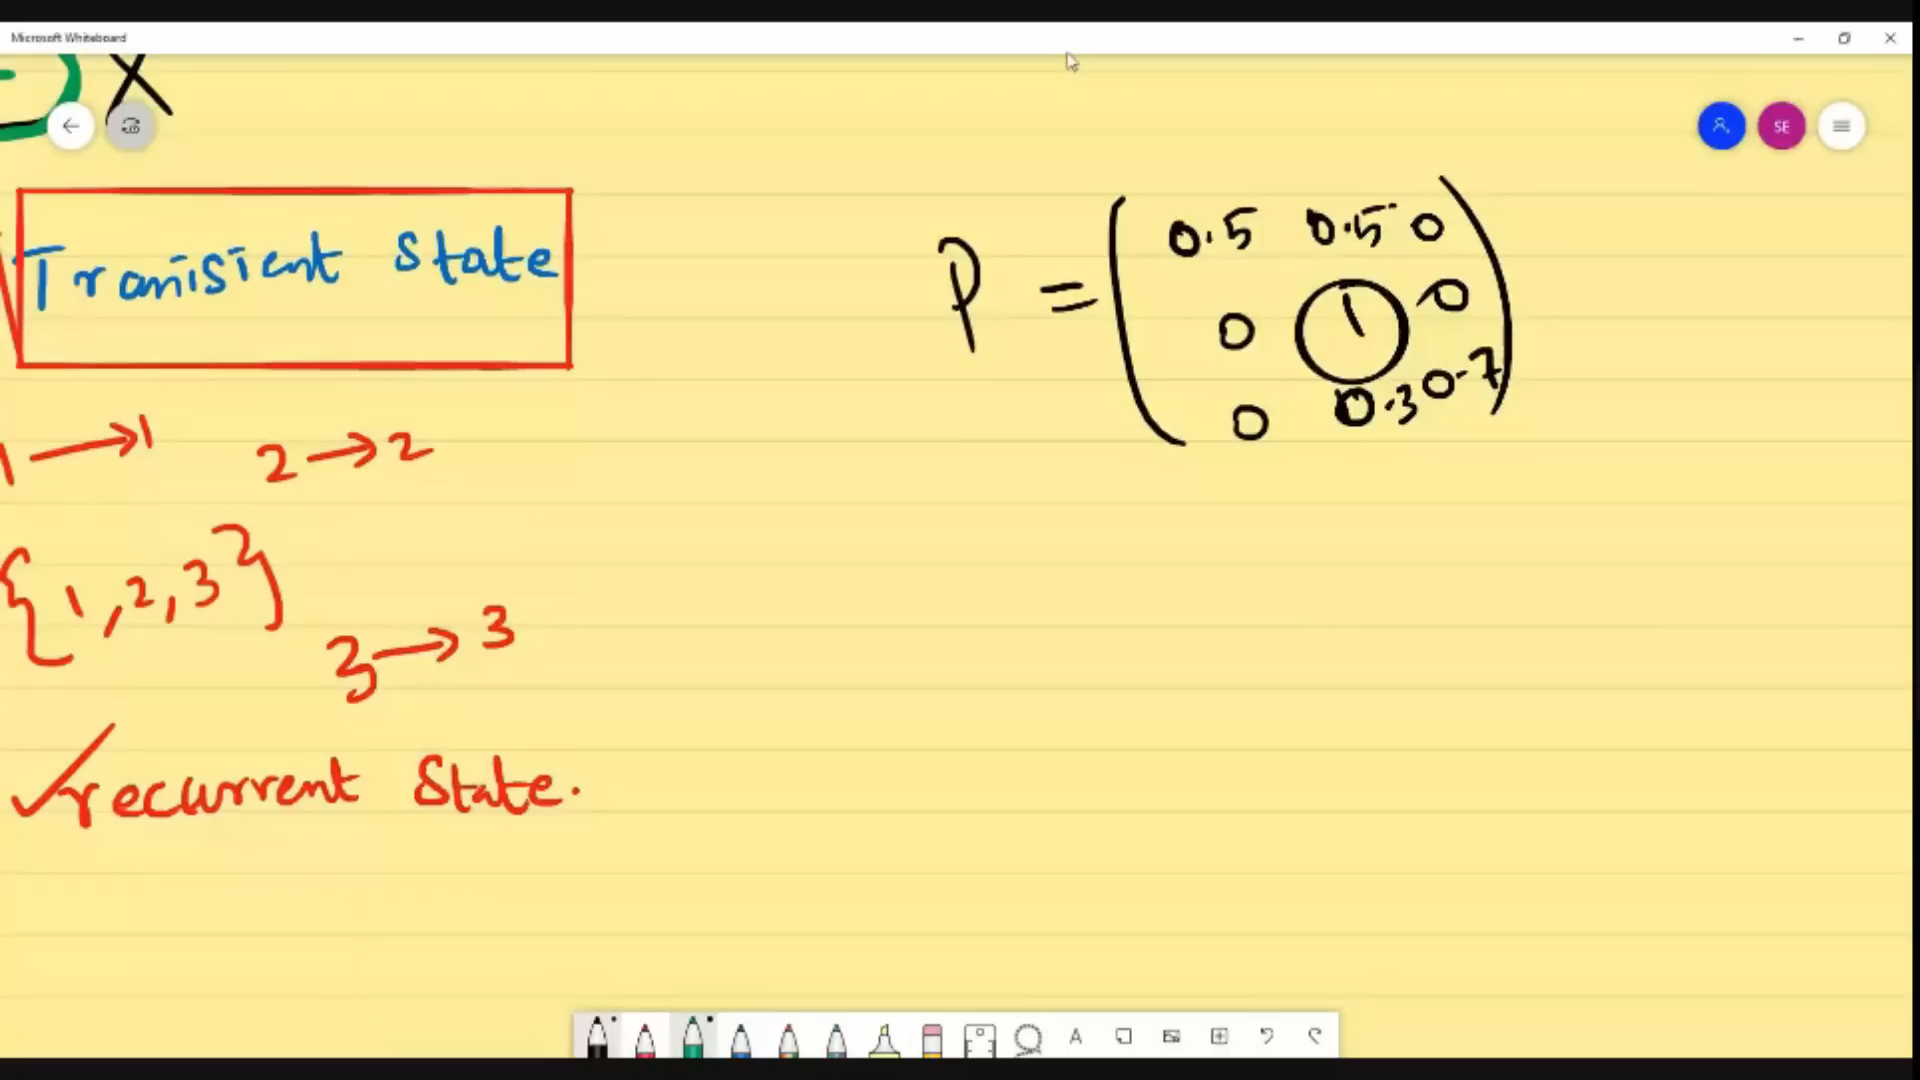 Microsoft Whiteboard
X
SE
Tranisient State
1 → 1 2 → 2
{1, 2, 3}
3 → 3
✓ recurrent State.
P = ( 0.5 0.5 0
0 1 0
0 0.3 0.7 )
A